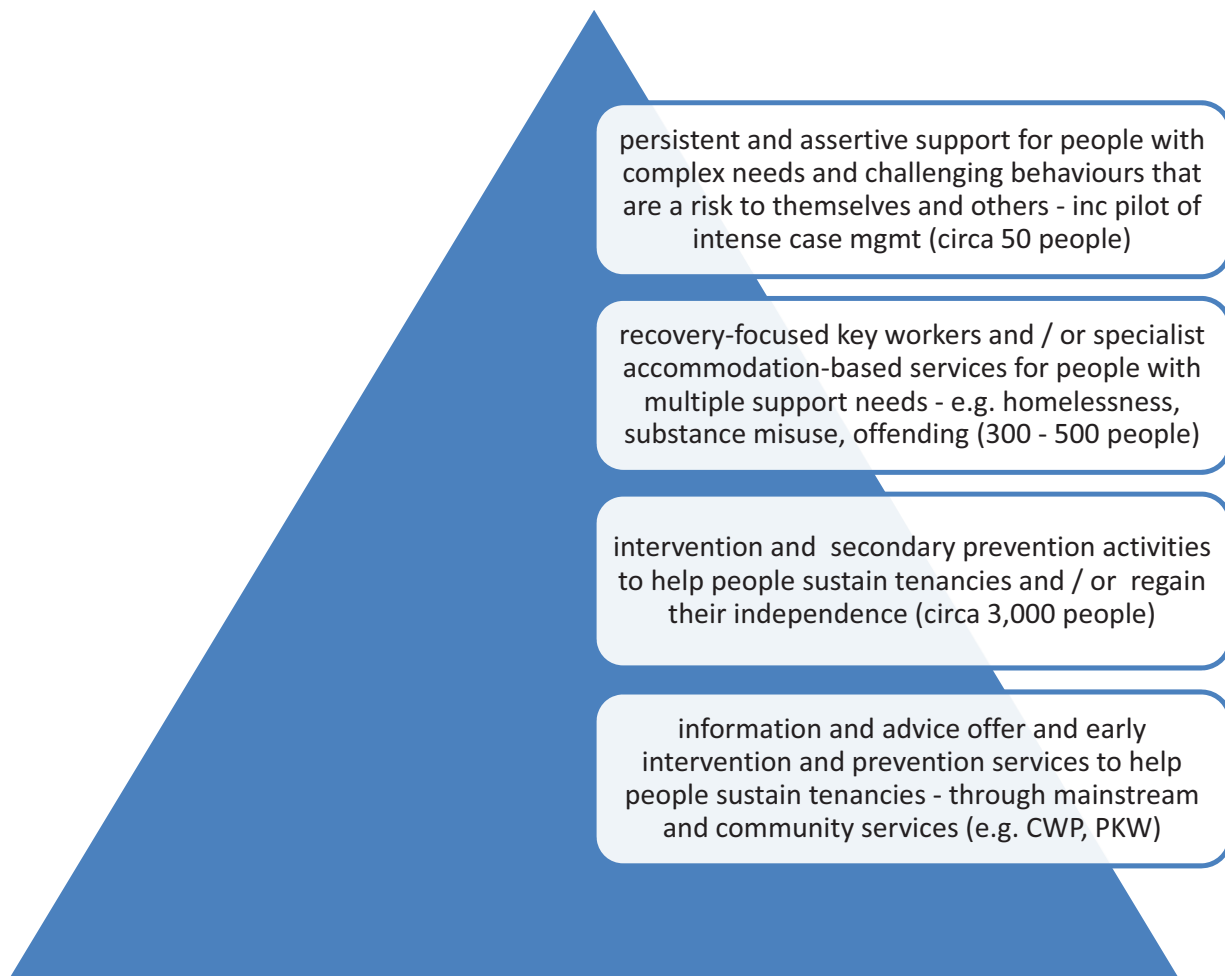 persistent and assertive support for people with
complex needs and challenging behaviours that
are a risk to themselves and others - inc pilot of
intense case mgmt (circa 50 people)
recovery-focused key workers and / or specialist
accommodation-based services for people with
multiple support needs - e.g. homelessness,
substance misuse, offending (300 - 500 people)
intervention and  secondary prevention activities
to help people sustain tenancies and / or  regain
their independence (circa 3,000 people)
information and advice offer and early
intervention and prevention services to help
people sustain tenancies - through mainstream
and community services (e.g. CWP, PKW)